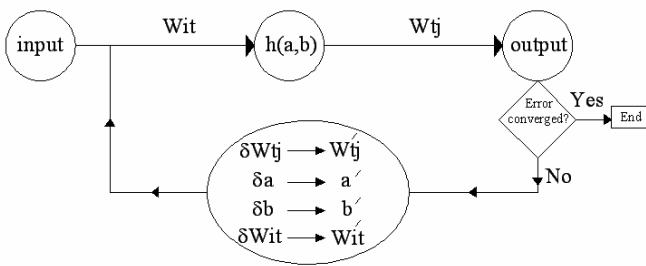 Wit
Wtj
input
h(a,b)
output
Error
converged?
Yes
End
No
δWtj → Wtj′
δa → a′
δb → b′
δWit → Wit′